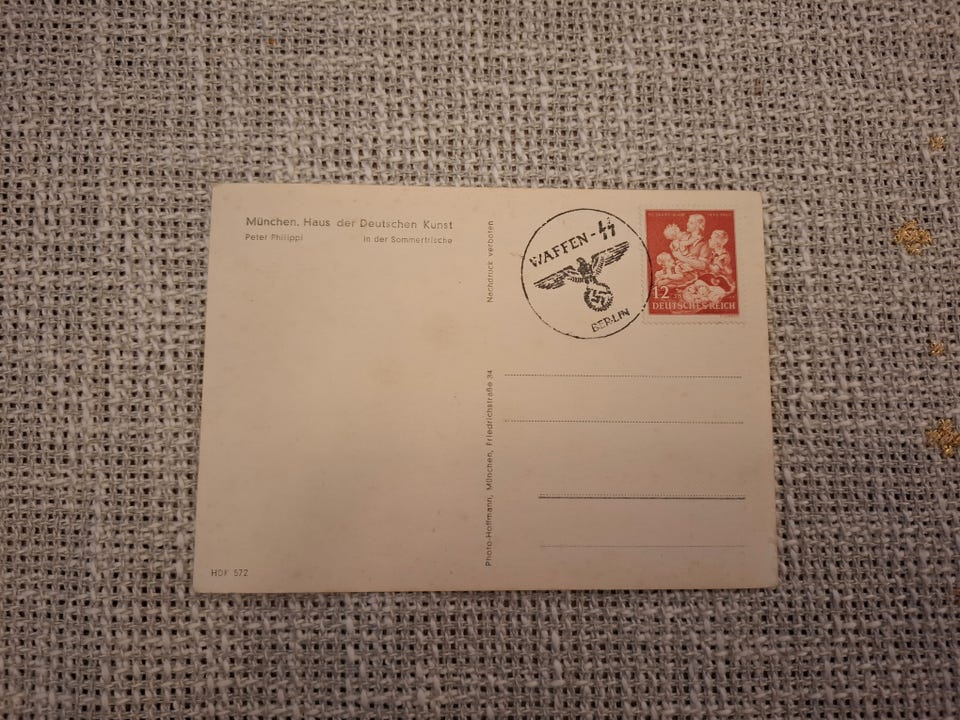 München. Haus der Deutschen Kunst
Peter Philippi in der Sommerfrische
Nachdruck verboten
Photo-Hoffmann, München, Friedrichstraße 34
WAFFEN-SS
BERLIN
12
DEUTSCHES REICH
HDK 572